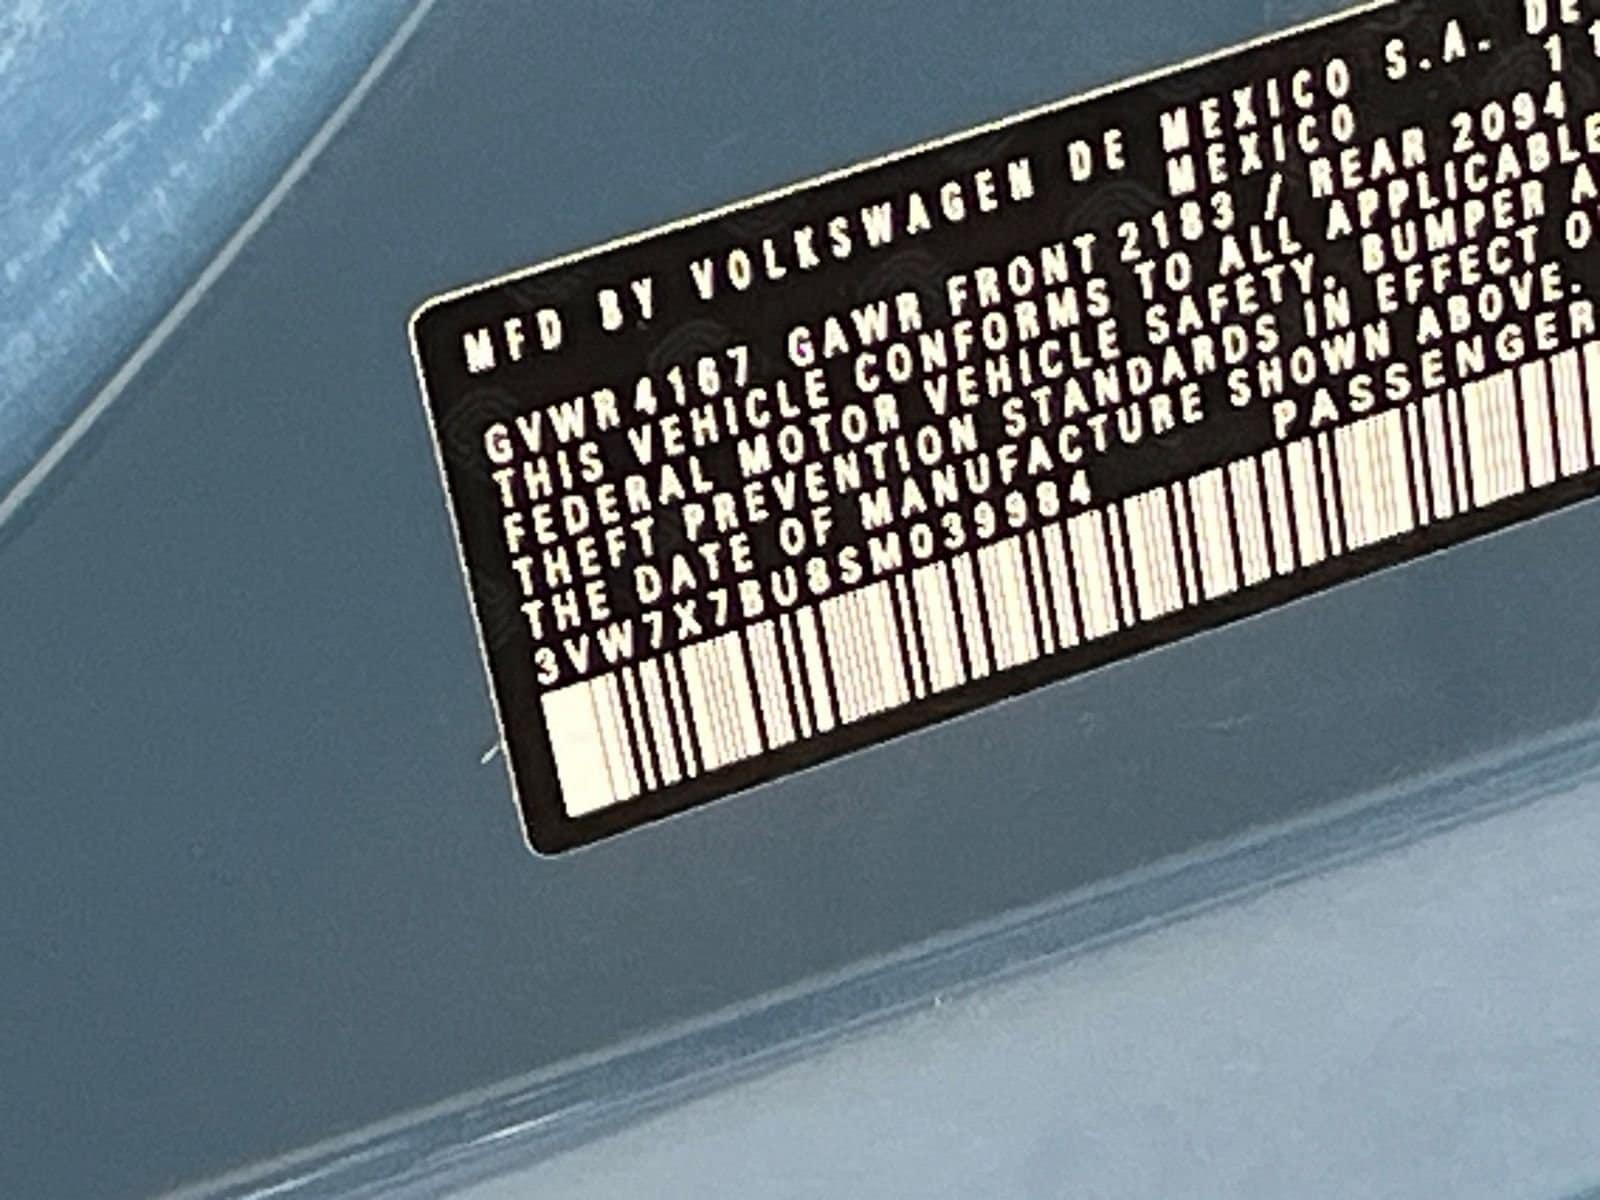 MFD BY VOLKSWAGEN DE MEXICO S.A. DE
MEXICO 1 1
GVWR 4167 GAWR FRONT 2183 / REAR 2094
THIS VEHICLE CONFORMS TO ALL APPLICABLE
FEDERAL MOTOR VEHICLE SAFETY, BUMPER A
THEFT PREVENTION STANDARDS IN EFFECT O
THE DATE OF MANUFACTURE SHOWN ABOVE.
3VW7X7BU8SM039984 PASSENGER